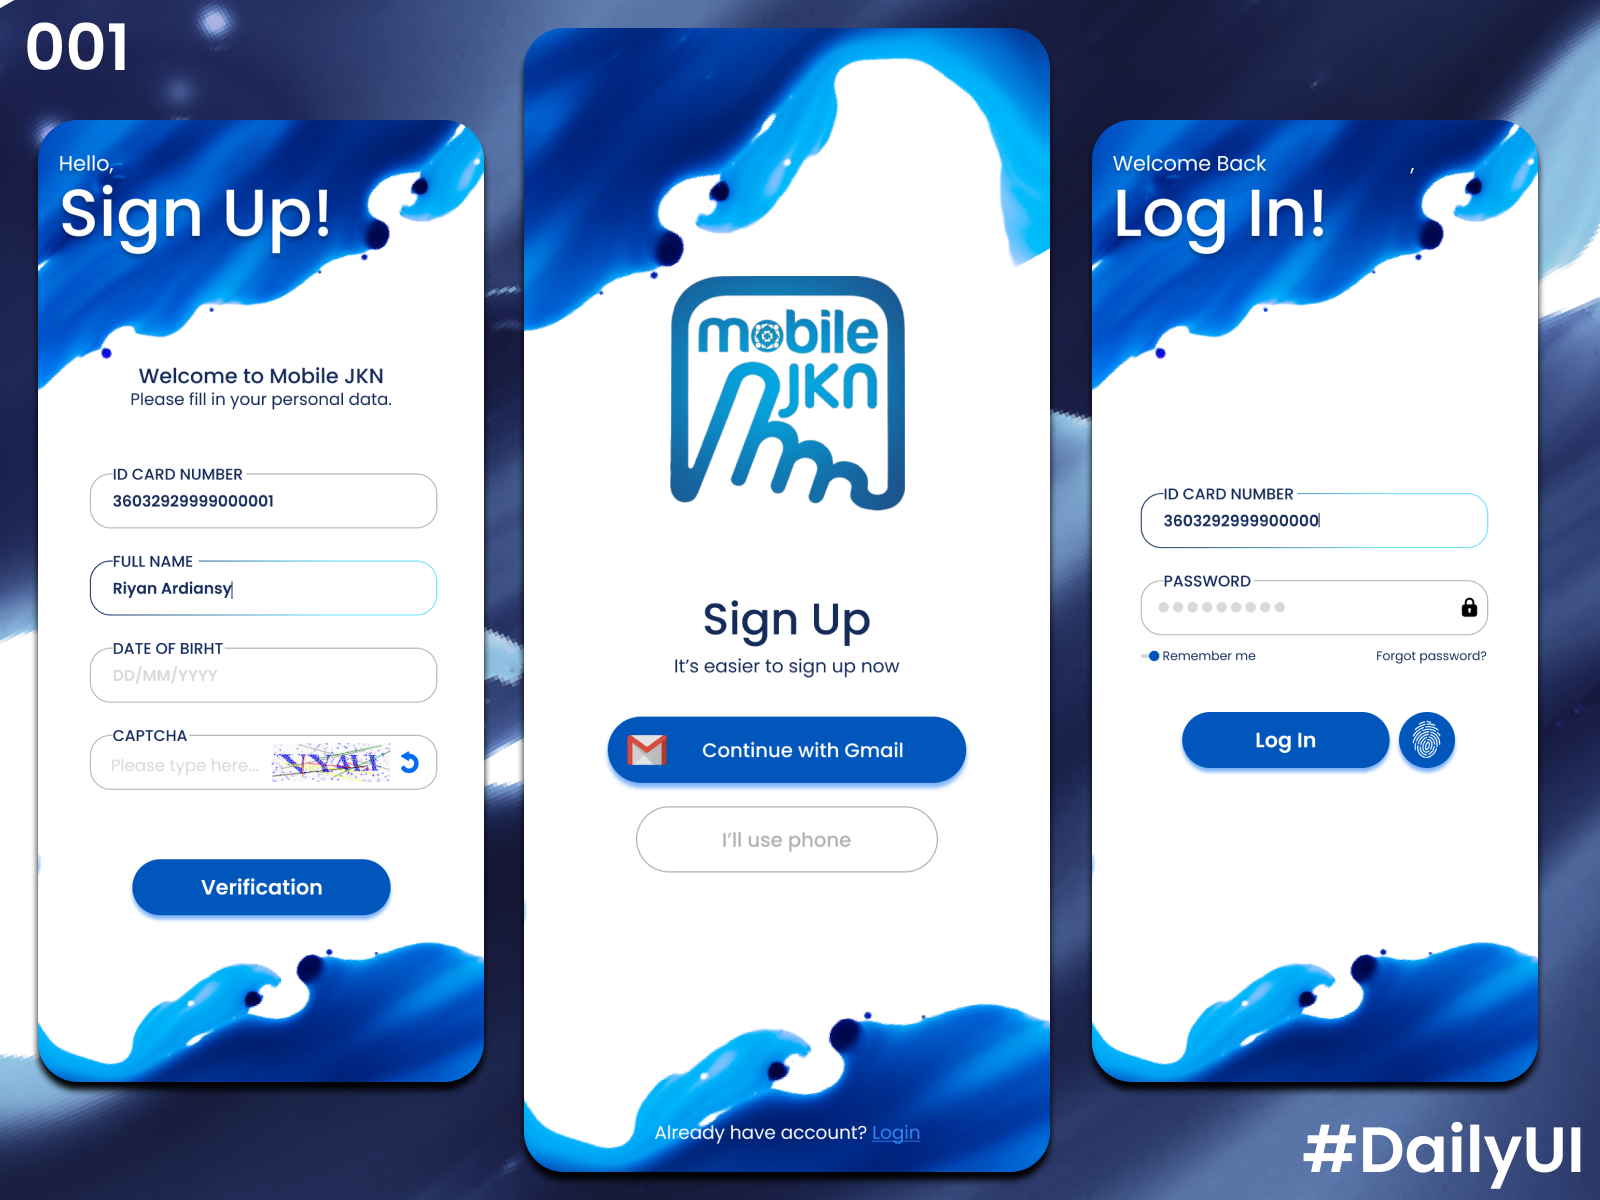 001
Hello,
Sign Up!
Welcome to Mobile JKN
Please fill in your personal data.
ID CARD NUMBER
36032929999000001
FULL NAME
Riyan Ardiansy
DATE OF BIRHT
DD/MM/YYYY
CAPTCHA
Please type here...
Verification
mobile
JKN
Sign Up
It's easier to sign up now
Continue with Gmail
I'll use phone
Already have account? Login
Welcome Back ,
Log In!
ID CARD NUMBER
3603292999900000
PASSWORD
Remember me
Forgot password?
Log In
#DailyUI